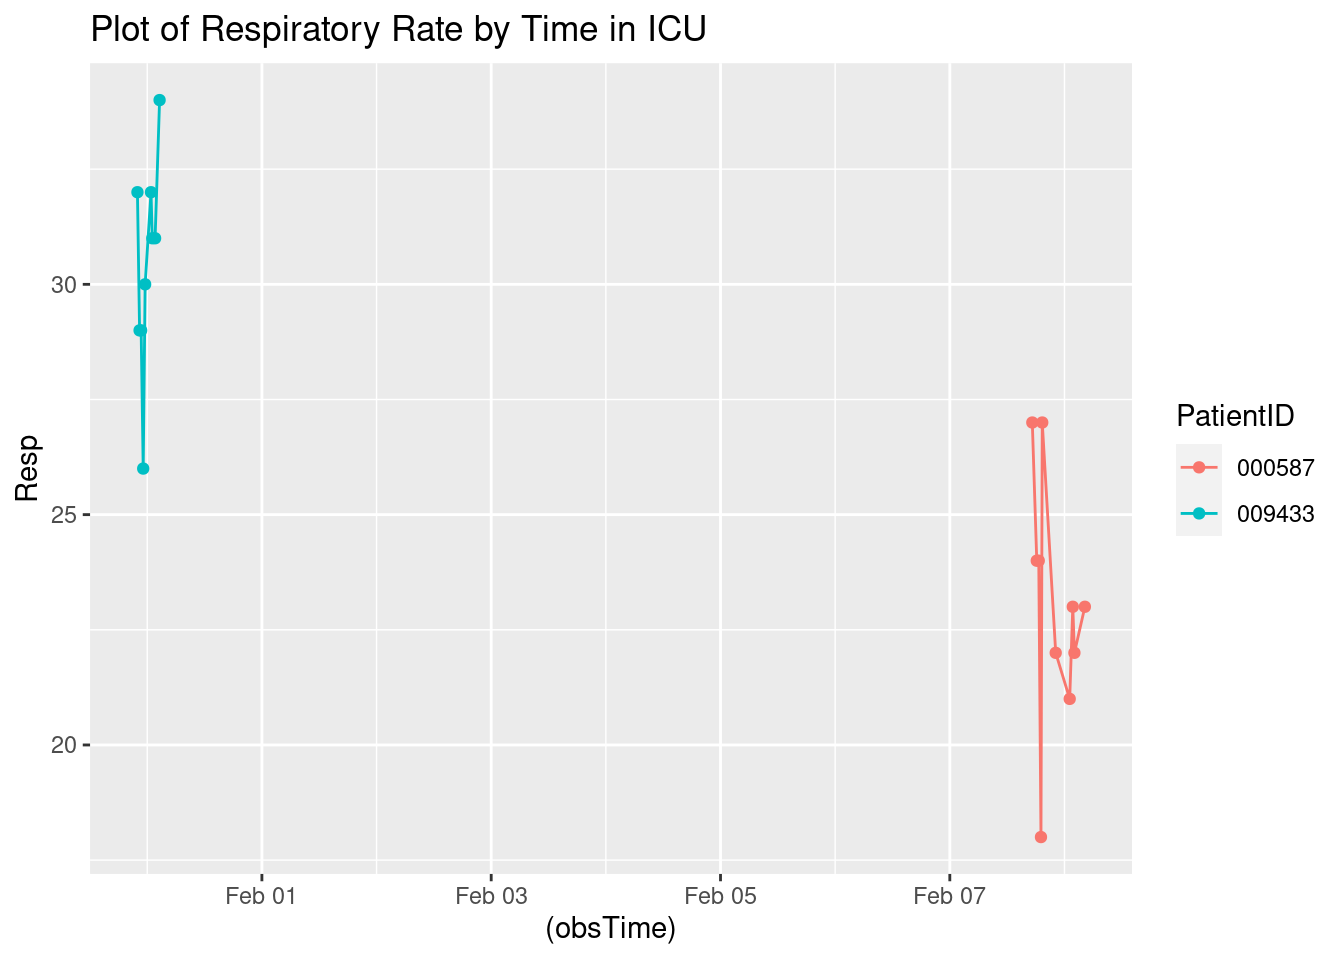 Plot of Respiratory Rate by Time in ICU
30
25
20
Resp
Feb 01
Feb 03
Feb 05
Feb 07
(obsTime)
PatientID
000587
009433